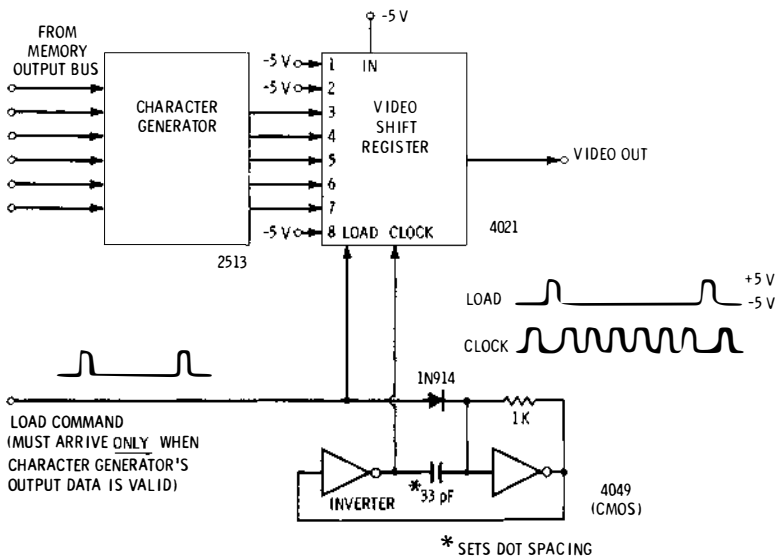 FROM
MEMORY
OUTPUT BUS
CHARACTER
GENERATOR
2513
-5 V
-5 V
-5 V
-5 V
1
2
3
4
5
6
7
8
IN
VIDEO
SHIFT
REGISTER
LOAD CLOCK
4021
VIDEO OUT
LOAD
+5 V
-5 V
CLOCK
LOAD COMMAND
(MUST ARRIVE ONLY WHEN
CHARACTER GENERATOR'S
OUTPUT DATA IS VALID)
1N914
1K
INVERTER
*33 pF
4049
(CMOS)
* SETS DOT SPACING